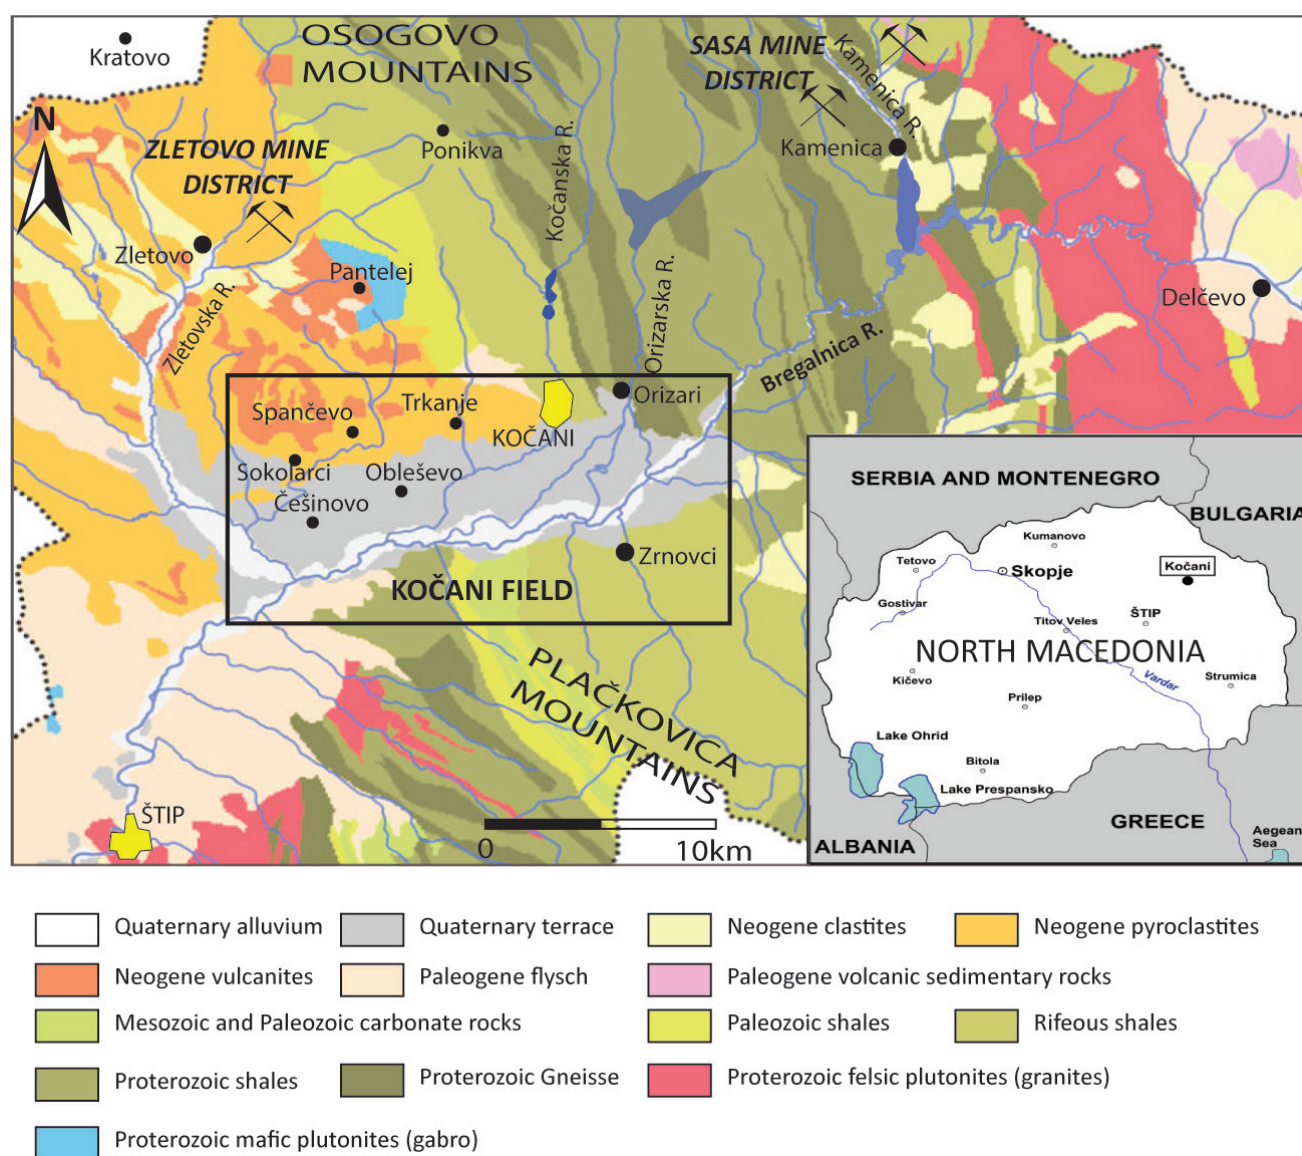 Kratovo
OSOGOVO
MOUNTAINS
SASA MINE
DISTRICT
Kamenica R.
N
ZLETOVO MINE
DISTRICT
Ponikva
Kočanska R.
Kamenica
Zletovo
Pantelej
Zletovska R.
Orizarska R.
Delčevo
Bregalnica R.
Spančevo
Trkanje
Orizari
KOČANI
Sokolarci
Obleševo
Češinovo
Zrnovci
KOČANI FIELD
PLAČKOVICA
MOUNTAINS
ŠTIP
0
10km
SERBIA AND MONTENEGRO
BULGARIA
Kumanovo
Tetovo
Skopje
Kočani
Gostivar
Titov Veles
ŠTIP
NORTH MACEDONIA
Kičevo
Vardar
Strumica
Prilep
Lake Ohrid
Bitola
Lake Prespansko
GREECE
ALBANIA
Aegean
Sea
Quaternary alluvium
Quaternary terrace
Neogene clastites
Neogene pyroclastites
Neogene vulcanites
Paleogene flysch
Paleogene volcanic sedimentary rocks
Mesozoic and Paleozoic carbonate rocks
Paleozoic shales
Rifeous shales
Proterozoic shales
Proterozoic Gneisse
Proterozoic felsic plutonites (granites)
Proterozoic mafic plutonites (gabro)